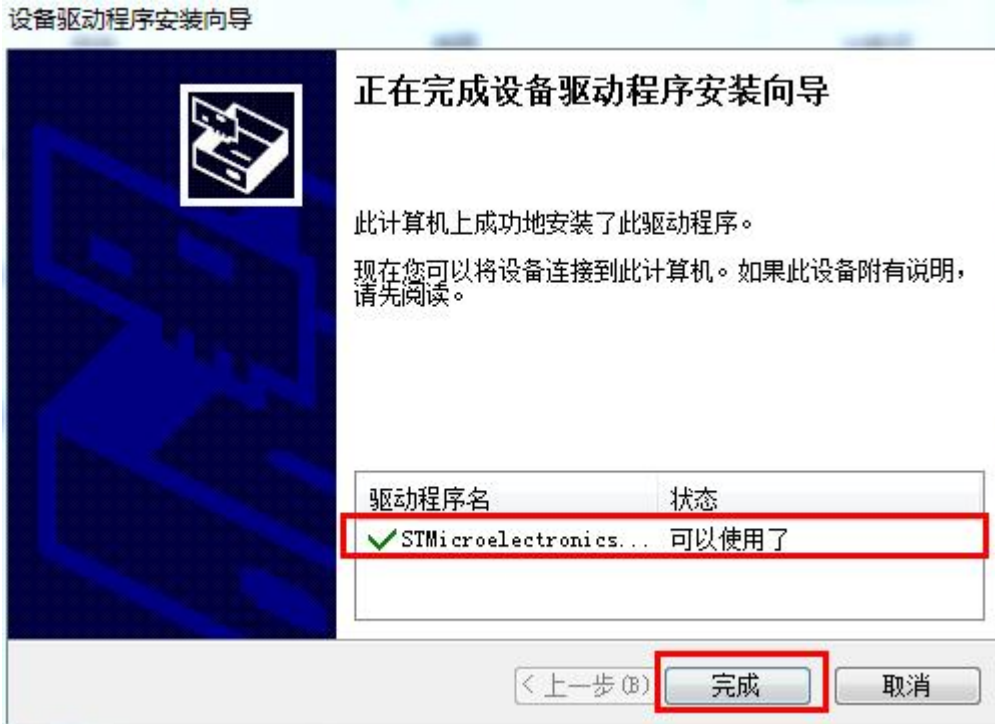 设备驱动程序安装向导
正在完成设备驱动程序安装向导
此计算机上成功地安装了此驱动程序。
现在您可以将设备连接到此计算机。如果此设备附有说明，
请先阅读。
驱动程序名 状态
STMicroelectronics... 可以使用了
< 上一步(B) 完成 取消